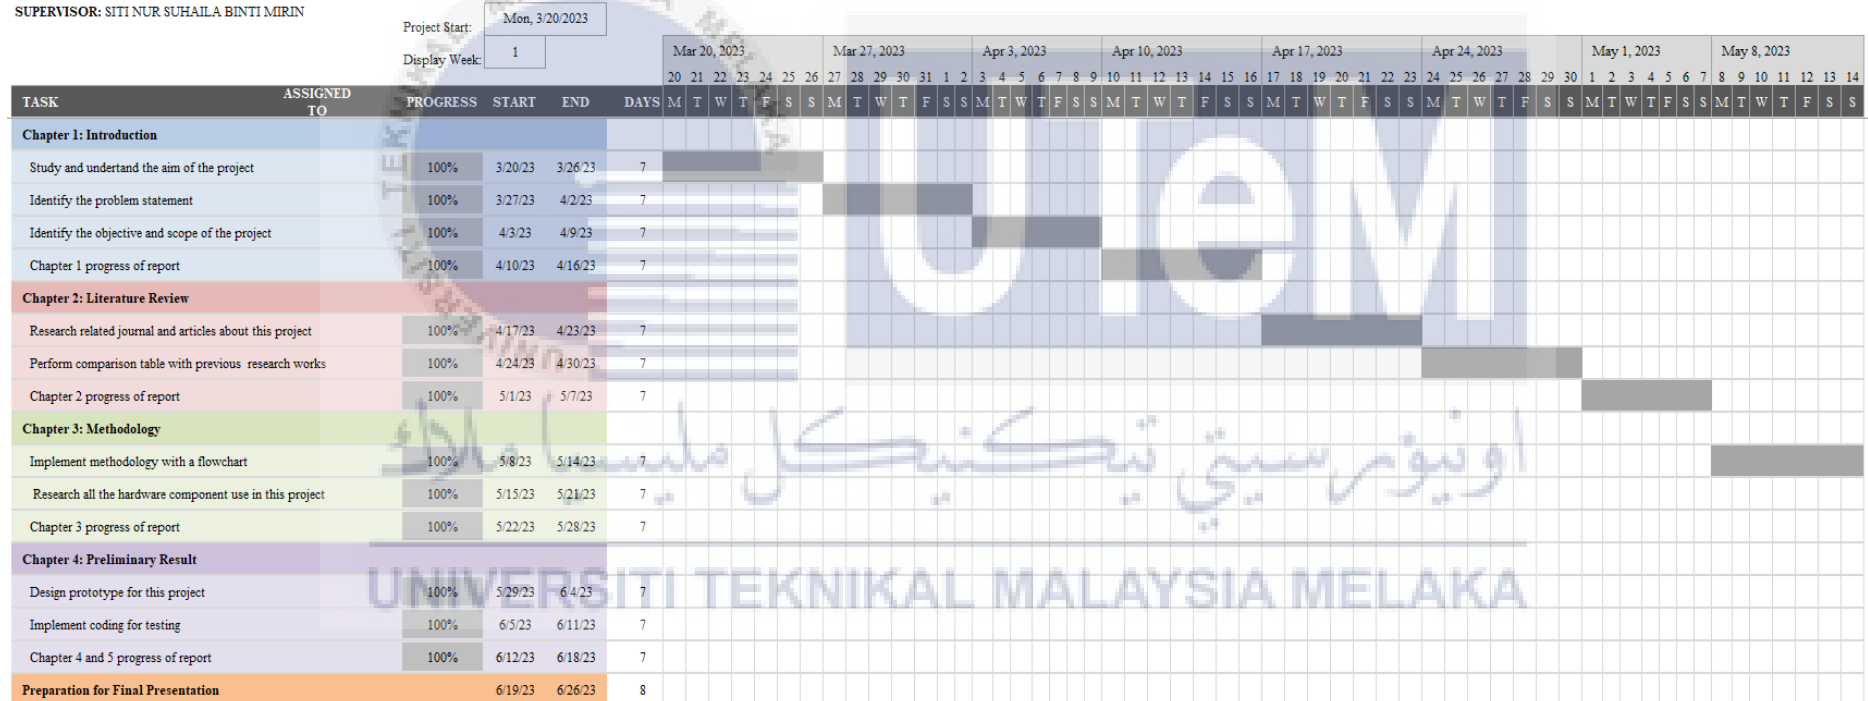 SUPERVISOR: SITI NUR SUHAILA BINTI MIRIN
Project Start: Mon, 3/20/2023
Display Week: 1
Mar 20, 2023 Mar 27, 2023 Apr 3, 2023 Apr 10, 2023 Apr 17, 2023 Apr 24, 2023 May 1, 2023 May 8, 2023
20 21 22 23 24 25 26 27 28 29 30 31 1 2 3 4 5 6 7 8 9 10 11 12 13 14 15 16 17 18 19 20 21 22 23 24 25 26 27 28 29 30 1 2 3 4 5 6 7 8 9 10 11 12 13 14
TASK ASSIGNED TO PROGRESS START END DAYS M T W T F S S M T W T F S S M T W T F S S M T W T F S S M T W T F S S M T W T F S S M T W T F S S M T W T F S S
Chapter 1: Introduction
Study and undertand the aim of the project 100% 3/20/23 3/26/23 7
Identify the problem statement 100% 3/27/23 4/2/23 7
Identify the objective and scope of the project 100% 4/3/23 4/9/23 7
Chapter 1 progress of report 100% 4/10/23 4/16/23 7
Chapter 2: Literature Review
Research related journal and articles about this project 100% 4/17/23 4/23/23 7
Perform comparison table with previous research works 100% 4/24/23 4/30/23 7
Chapter 2 progress of report 100% 5/1/23 5/7/23 7
Chapter 3: Methodology
Implement methodology with a flowchart 100% 5/8/23 5/14/23 7
Research all the hardware component use in this project 100% 5/15/23 5/21/23 7
Chapter 3 progress of report 100% 5/22/23 5/28/23 7
Chapter 4: Preliminary Result
Design prototype for this project 100% 5/29/23 6/4/23 7
Implement coding for testing 100% 6/5/23 6/11/23 7
Chapter 4 and 5 progress of report 100% 6/12/23 6/18/23 7
Preparation for Final Presentation 6/19/23 6/26/23 8
UTeM
اونيۏرسيتي تيكنيكل مليسيا ملاك
UNIVERSITI TEKNIKAL MALAYSIA MELAKA